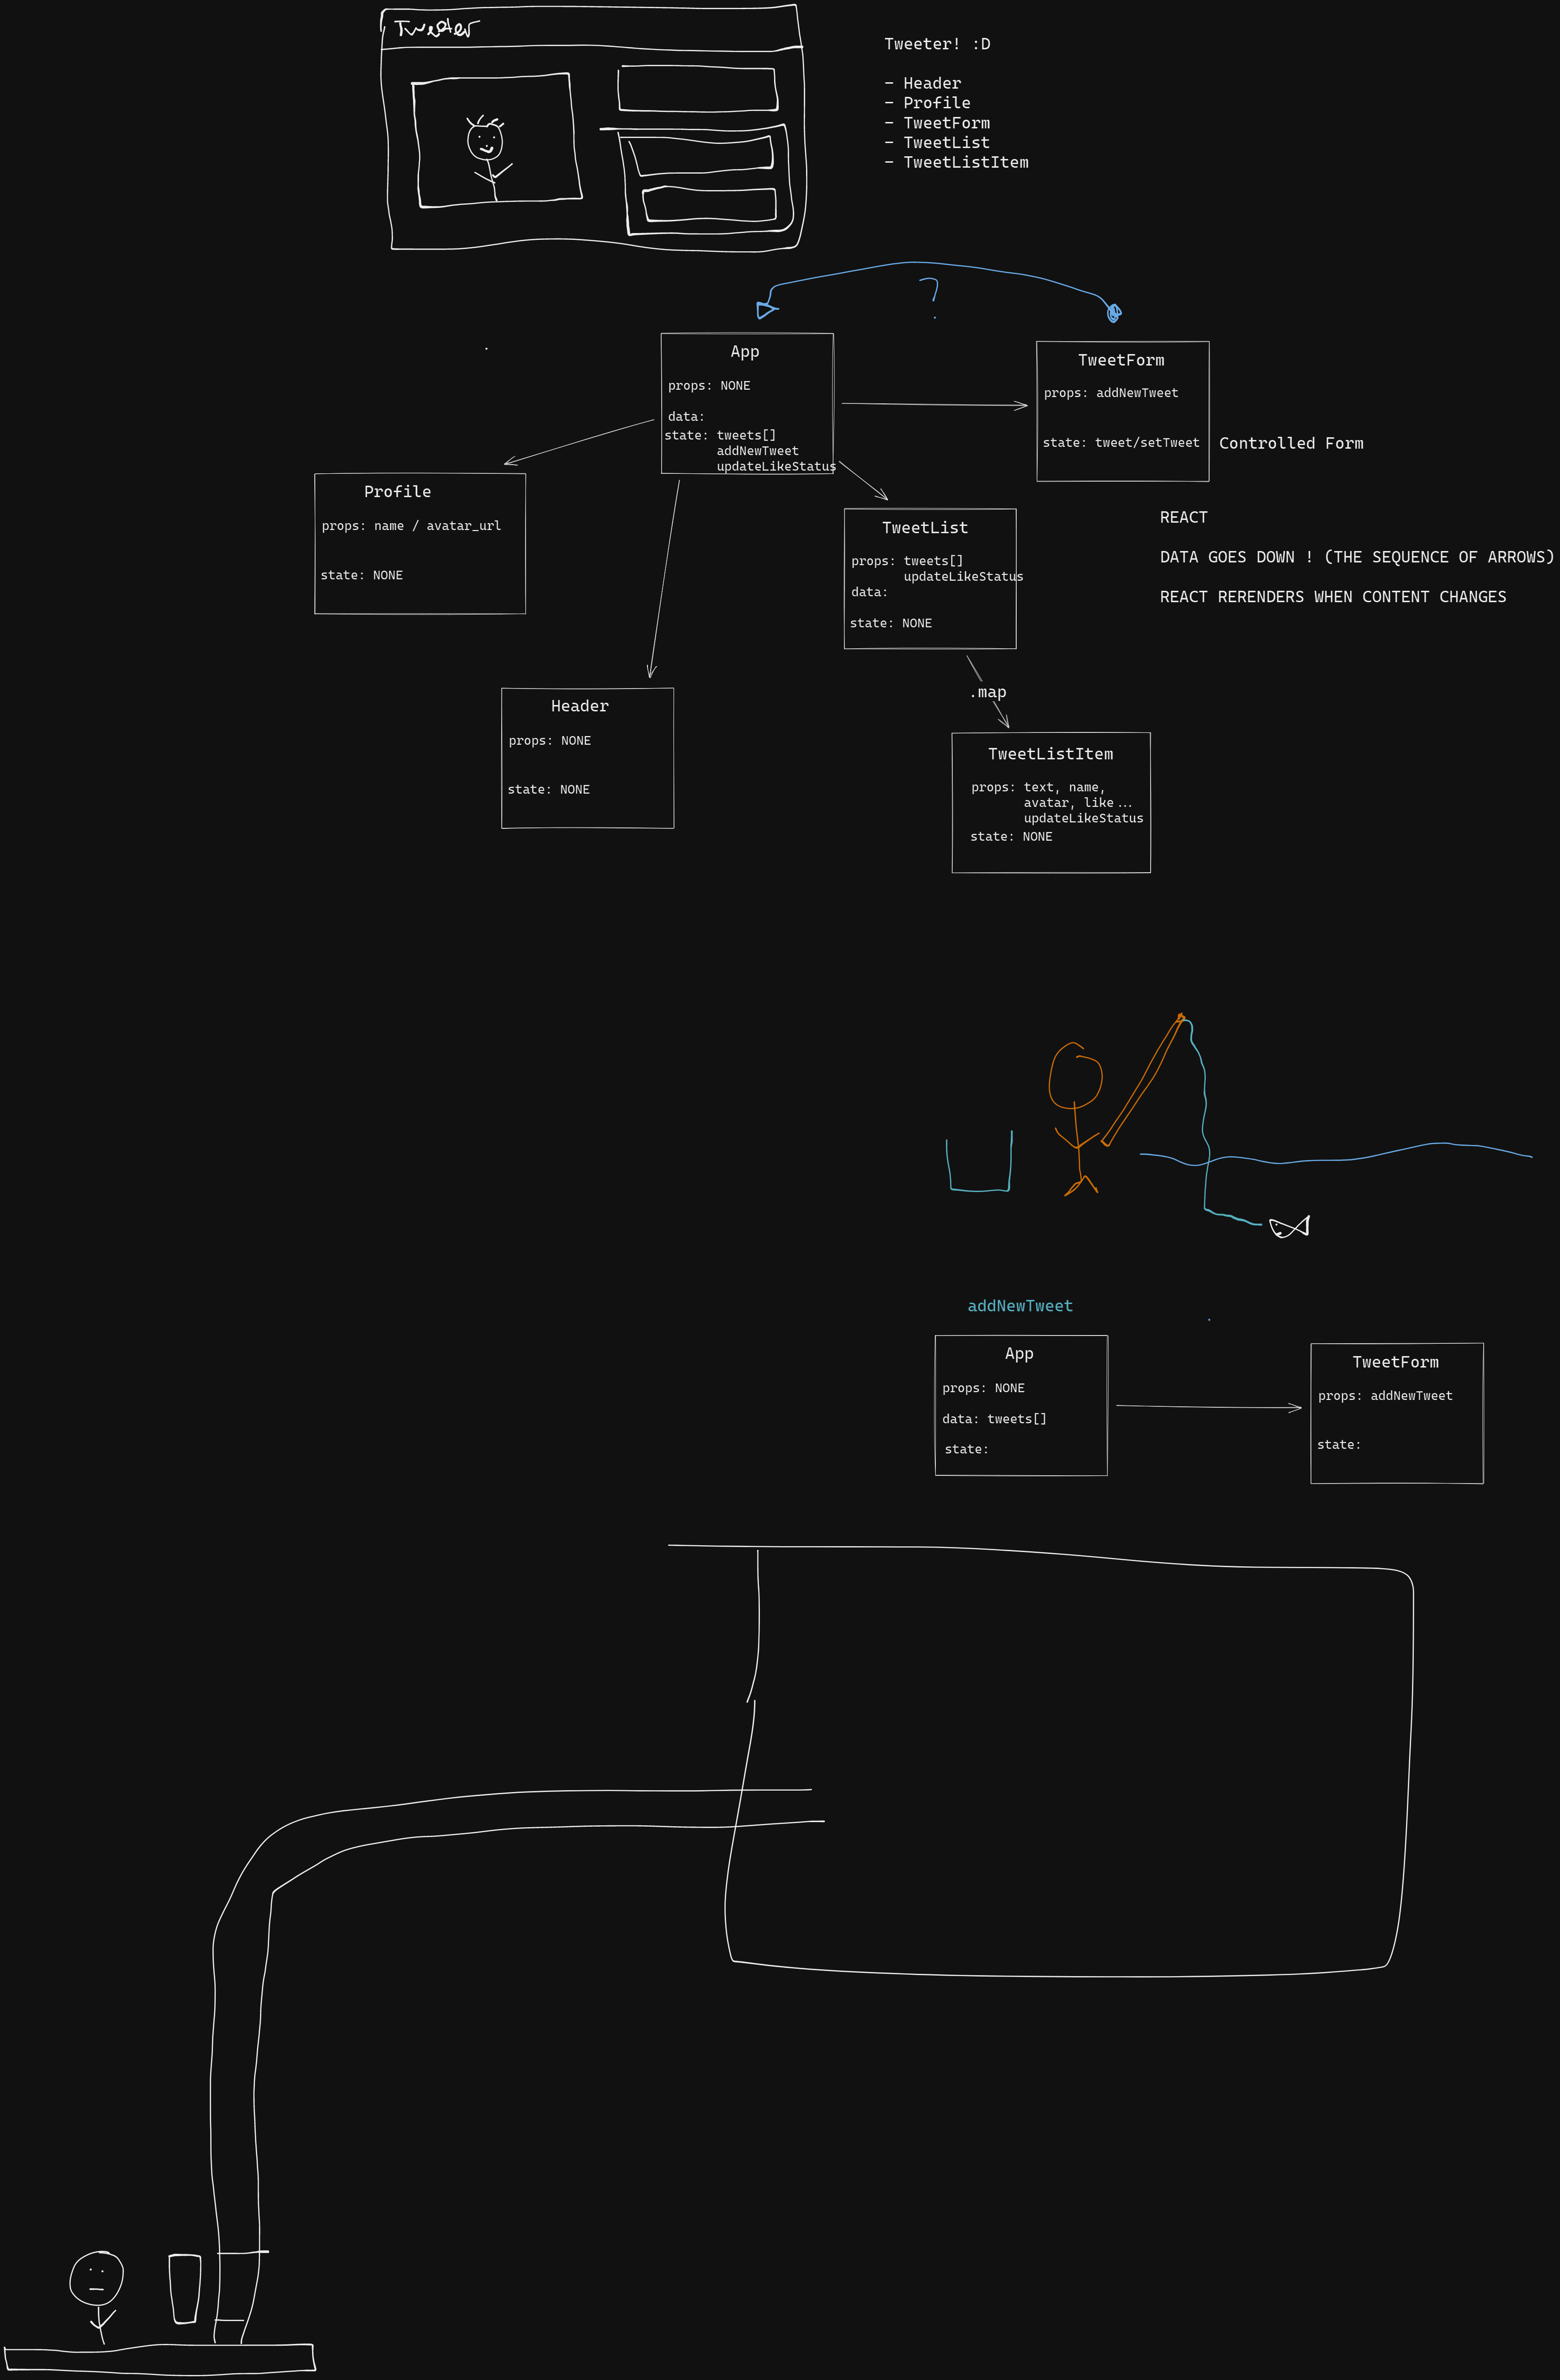 Tweeter
Tweeter! :D
- Header
- Profile
- TweetForm
- TweetList
- TweetListItem
?
App
props: NONE
data:
state: tweets[]
addNewTweet
updateLikeStatus
TweetForm
props: addNewTweet
state: tweet/setTweet
Controlled Form
Profile
props: name / avatar_url
state: NONE
TweetList
props: tweets[]
updateLikeStatus
data:
state: NONE
REACT
DATA GOES DOWN ! (THE SEQUENCE OF ARROWS)
REACT RERENDERS WHEN CONTENT CHANGES
.map
Header
props: NONE
state: NONE
TweetListItem
props: text, name,
avatar, like...
updateLikeStatus
state: NONE
addNewTweet
App
props: NONE
data: tweets[]
state:
TweetForm
props: addNewTweet
state: